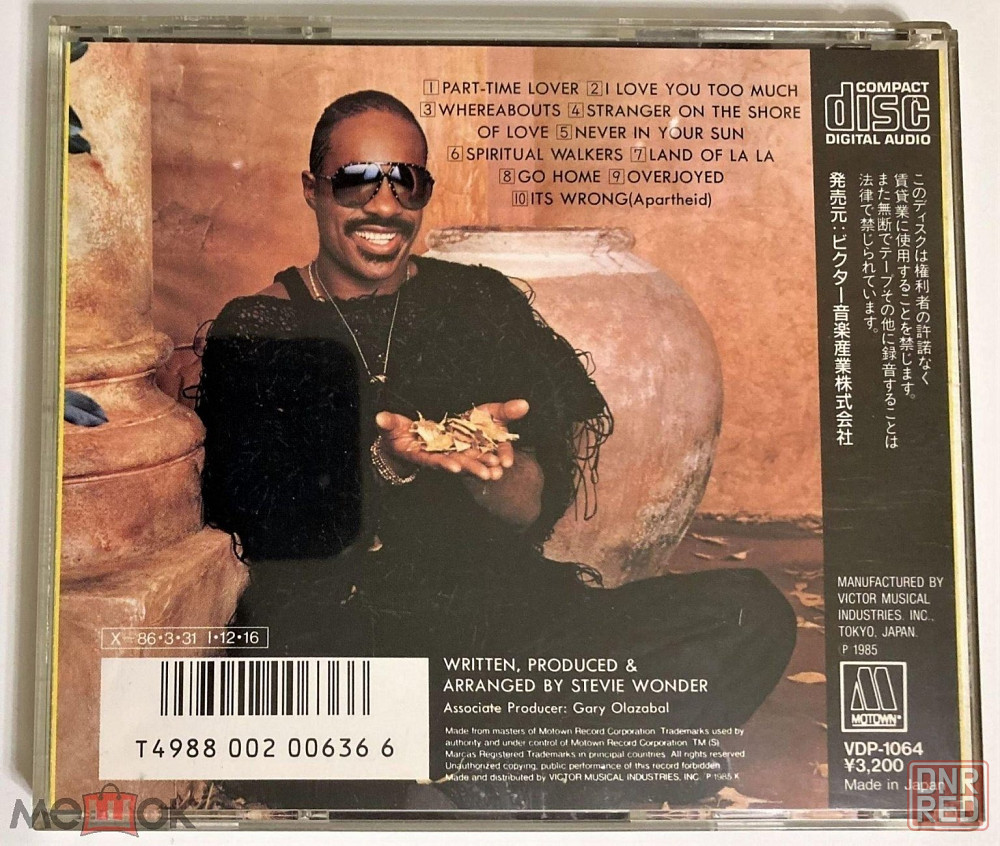 1 PART-TIME LOVER 2 I LOVE YOU TOO MUCH
3 WHEREABOUTS 4 STRANGER ON THE SHORE
OF LOVE 5 NEVER IN YOUR SUN
6 SPIRITUAL WALKERS 7 LAND OF LA LA
8 GO HOME 9 OVERJOYED
10 ITS WRONG(Apartheid)
COMPACT
disc
DIGITAL AUDIO
このディスクは権利者の許諾なく
賃貸業に使用することを禁じます。
また無断でテープその他に録音することは
法律で禁じられています。
発売元:ビクター音楽産業株式会社
MANUFACTURED BY
VICTOR MUSICAL
INDUSTRIES, INC.,
TOKYO, JAPAN.
℗ 1985
MOTOWN
VDP-1064
¥3,200
Made in Japan
X-86・3・31 I・12・16
T4988 002 00636 6
WRITTEN, PRODUCED &
ARRANGED BY STEVIE WONDER
Associate Producer: Gary Olazabal
Made from masters of Motown Record Corporation. Trademarks used by
authority and under control of Motown Record Corporation. TM (S)
Marcas Registered Trademarks in principal countries. All rights reserved
Unauthorized copying, public performance of this record forbidden.
Made and distributed by VICTOR MUSICAL INDUSTRIES, INC. ℗ 1985 K
мешок
DNR
RED